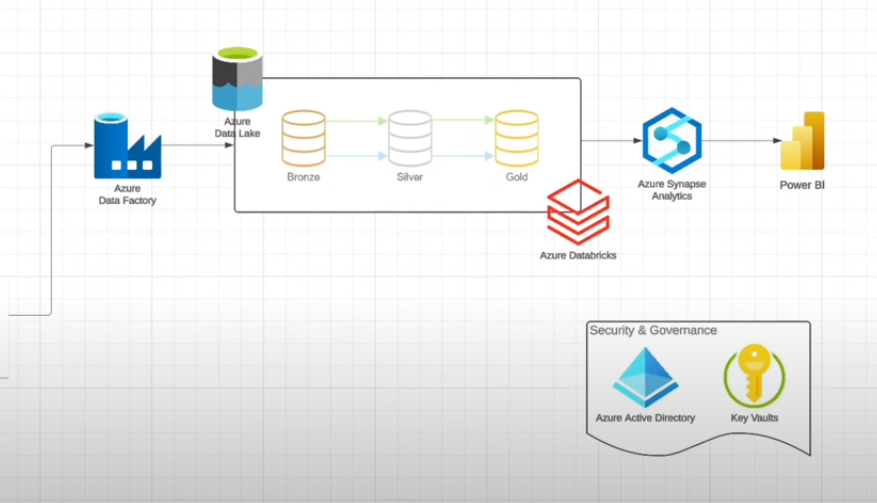 Azure
Data Lake
Azure
Data Factory
Bronze
Silver
Gold
Azure Databricks
Azure Synapse
Analytics
Power BI
Security & Governance
Azure Active Directory
Key Vaults